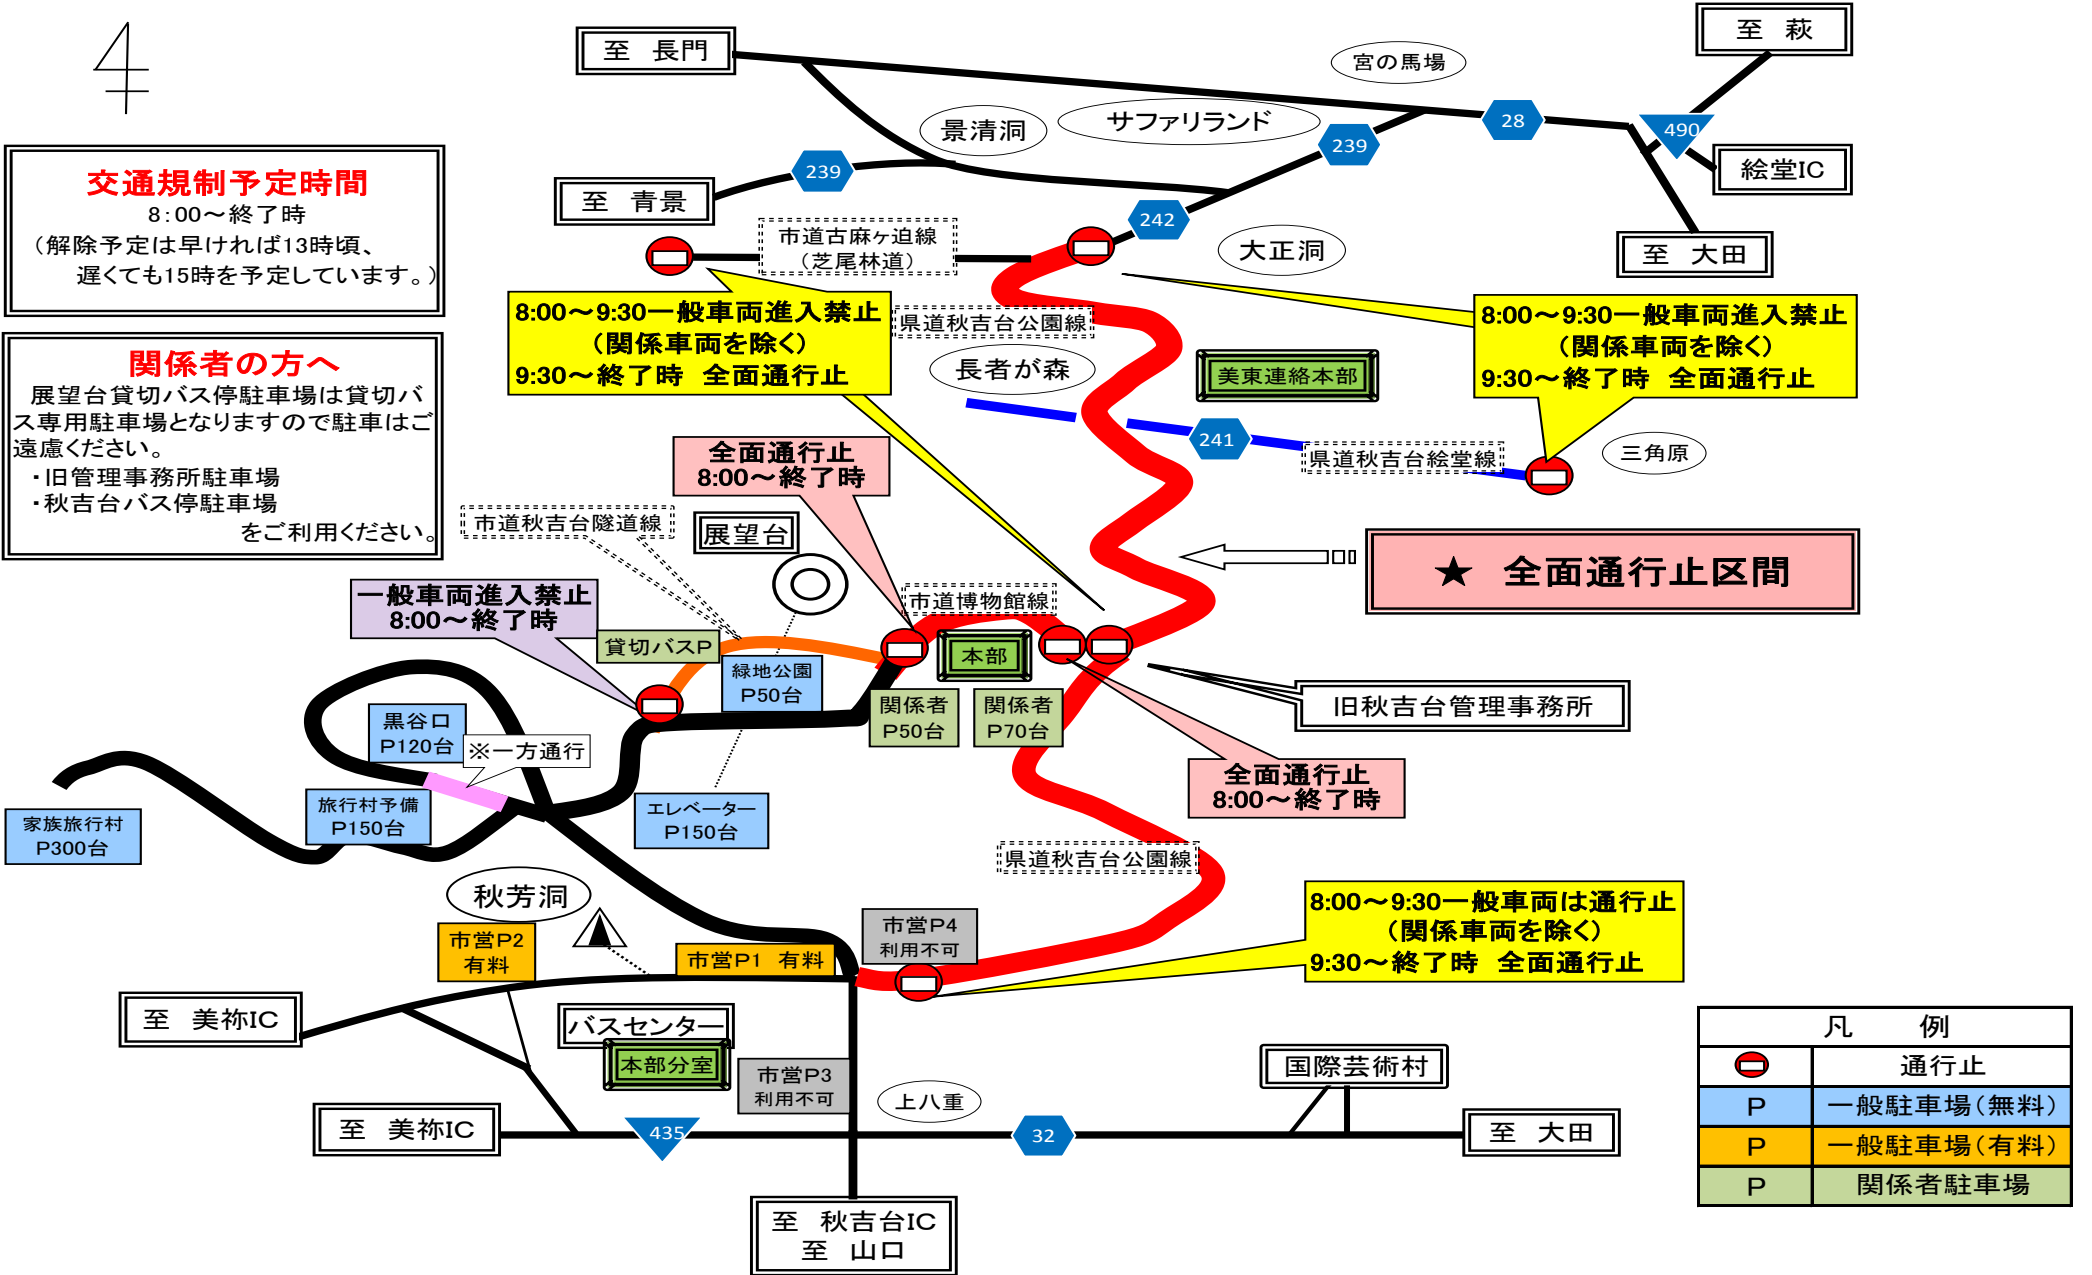 至　長門
至　萩
宮の馬場
サファリランド
景清洞
28
490
239
239
絵堂IC
至　青景
242
至　大田
大正洞
市道古麻ヶ迫線
（芝尾林道）
交通規制予定時間
8：00～終了時
（解除予定は早ければ13時頃、
遅くても15時を予定しています。）
関係者の方へ
展望台貸切バス停駐車場は貸切バ
ス専用駐車場となりますので駐車はご
遠慮ください。
・旧管理事務所駐車場
・秋吉台バス停駐車場
をご利用ください。
8:00～9:30一般車両進入禁止
（関係車両を除く）
9:30～終了時　全面通行止
県道秋吉台公園線
長者が森
美東連絡本部
8:00～9:30一般車両進入禁止
（関係車両を除く）
9:30～終了時　全面通行止
241
県道秋吉台絵堂線
三角原
全面通行止
8:00～終了時
市道秋吉台隧道線
展望台
★　全面通行止区間
一般車両進入禁止
8:00～終了時
市道博物館線
貸切バスP
本部
緑地公園
P50台
関係者
P50台
関係者
P70台
旧秋吉台管理事務所
黒谷口
P120台
※一方通行
全面通行止
8:00～終了時
家族旅行村
P300台
旅行村予備
P150台
エレベーター
P150台
県道秋吉台公園線
秋芳洞
市営P2
有料
市営P1　有料
市営P4
利用不可
8:00～9:30一般車両は通行止
（関係車両を除く）
9:30～終了時　全面通行止
至　美祢IC
バスセンター
本部分室
市営P3
利用不可
上八重
国際芸術村
至　美祢IC
435
32
至　大田
至　秋吉台IC
至　山口
凡　例
通行止
P　一般駐車場（無料）
P　一般駐車場（有料）
P　関係者駐車場